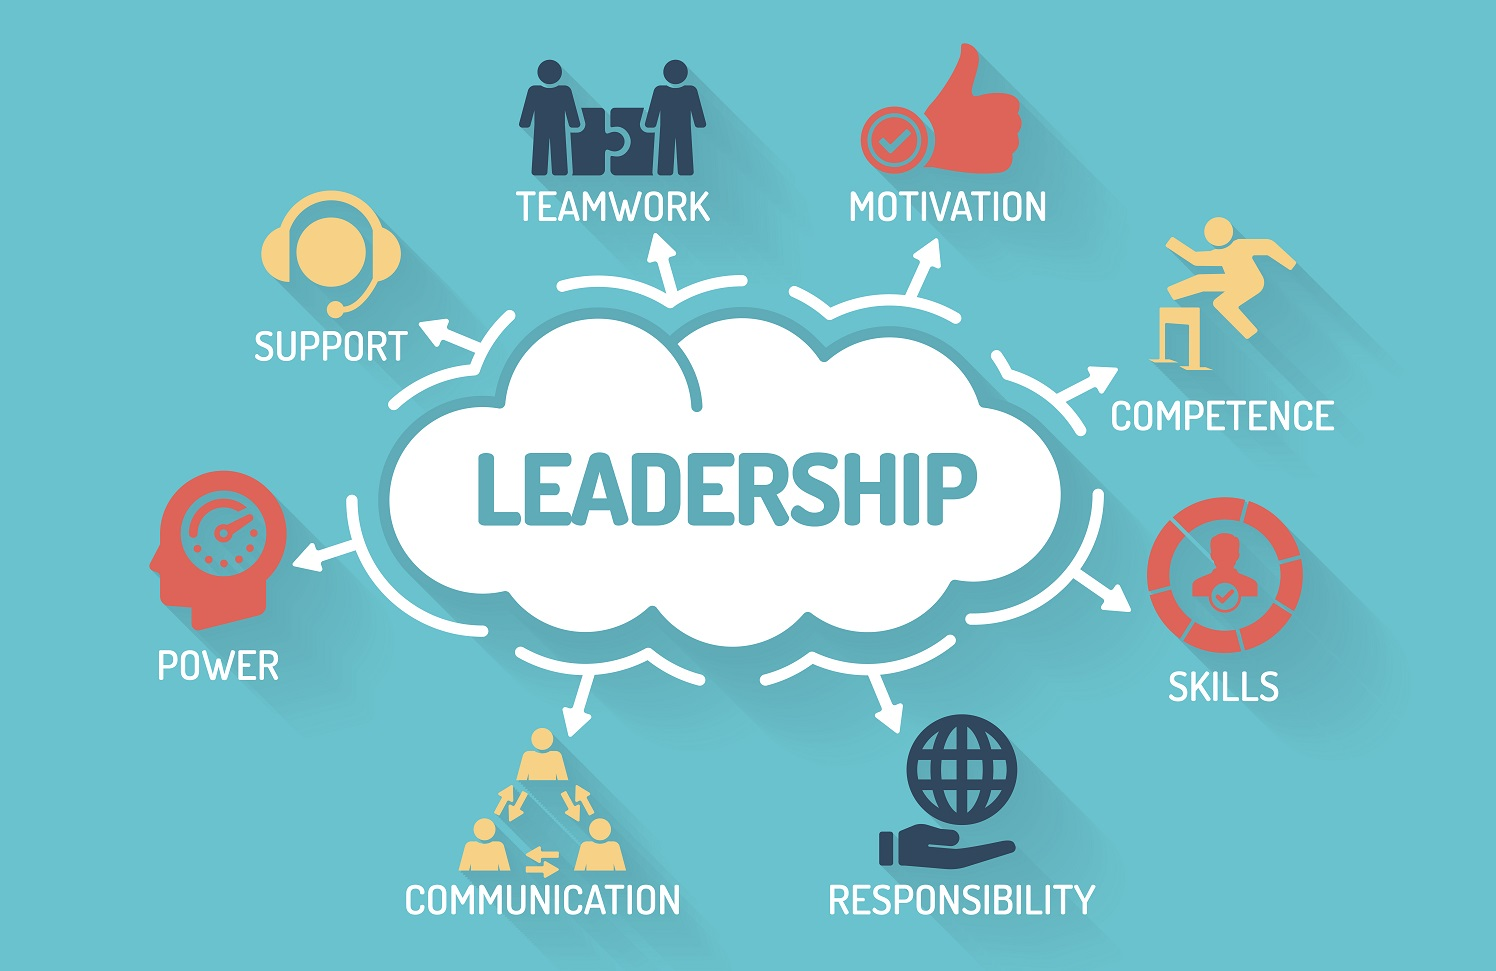 TEAMWORK
MOTIVATION
SUPPORT
COMPETENCE
LEADERSHIP
POWER
SKILLS
COMMUNICATION
RESPONSIBILITY